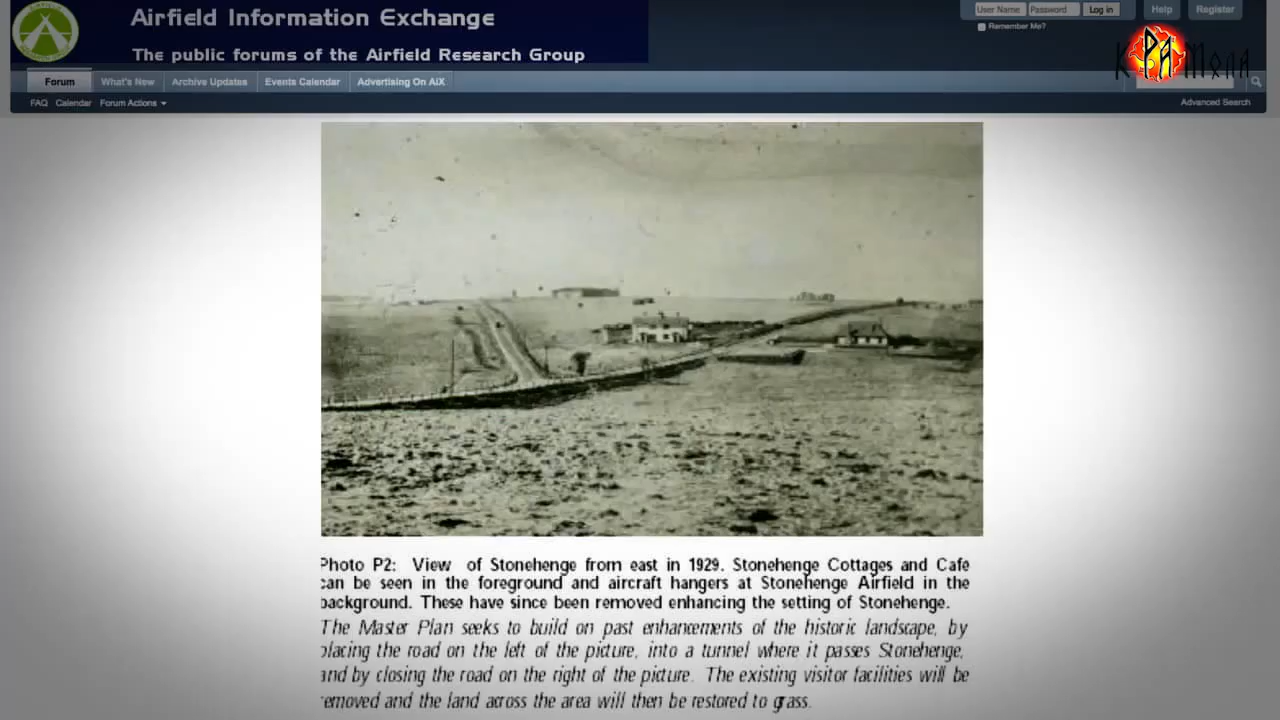 Airfield Information Exchange
The public forums of the Airfield Research Group
User Name Password Log in Help Register
Remember Me?
КРАМОЛА
Forum What's New Archive Updates Events Calendar Advertising On AiX
FAQ Calendar Forum Actions Advanced Search
Photo P2: View of Stonehenge from east in 1929. Stonehenge Cottages and Cafe
can be seen in the foreground and aircraft hangers at Stonehenge Airfield in the
background. These have since been removed enhancing the setting of Stonehenge.
The Master Plan seeks to build on past enhancements of the historic landscape, by
placing the road on the left of the picture, into a tunnel where it passes Stonehenge,
and by closing the road on the right of the picture. The existing visitor facilities will be
removed and the land across the area will then be restored to grass.